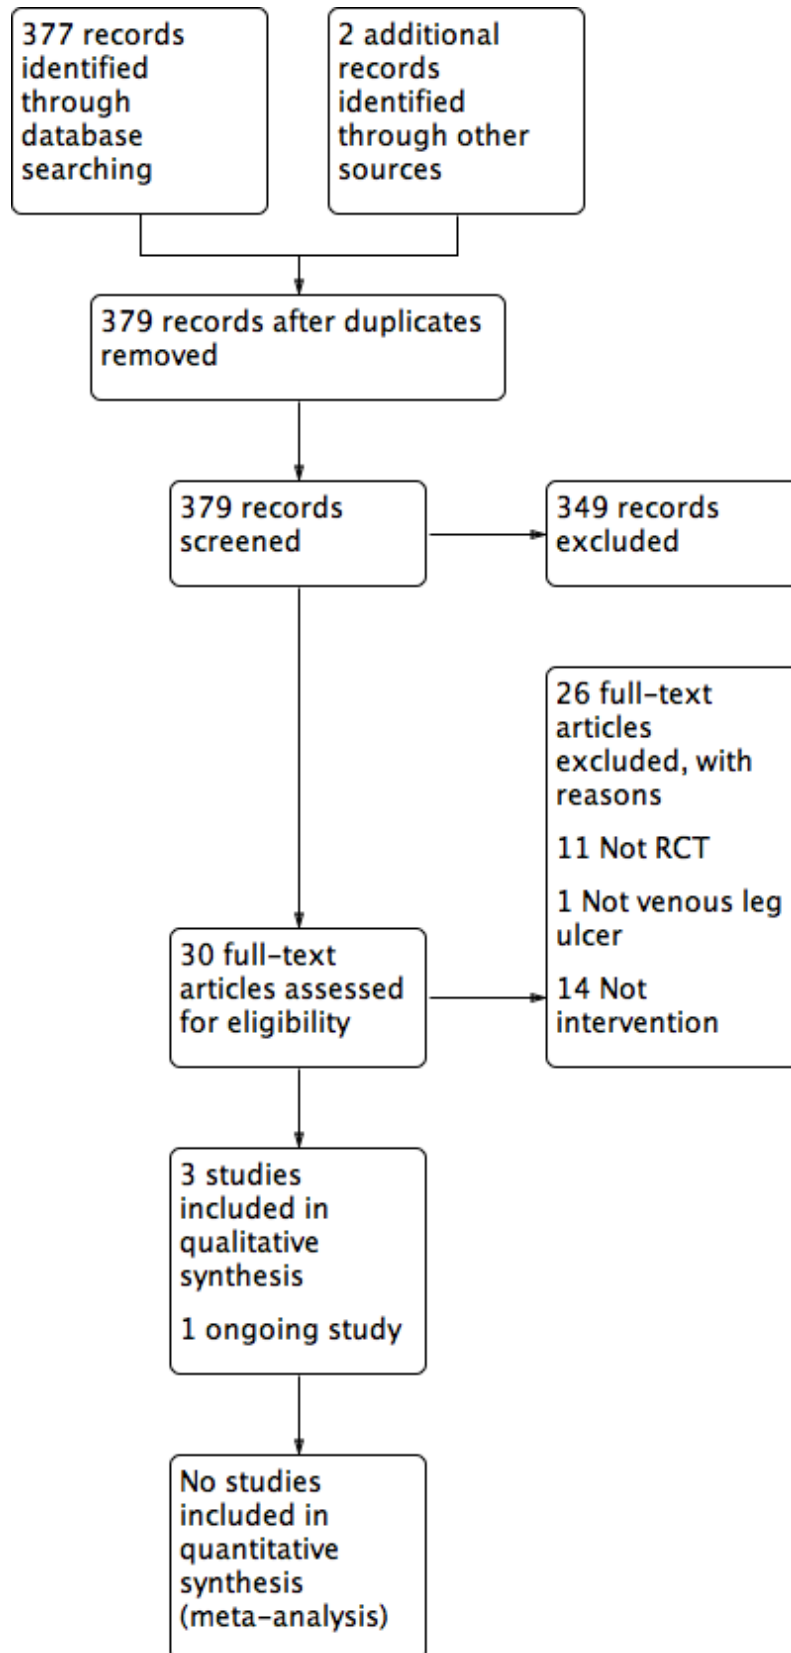 377 records
identified
through
database
searching
2 additional
records
identified
through other
sources
379 records after duplicates
removed
379 records
screened
349 records
excluded
26 full-text
articles
excluded, with
reasons
11 Not RCT
1 Not venous leg
ulcer
14 Not
intervention
30 full-text
articles assessed
for eligibility
3 studies
included in
qualitative
synthesis
1 ongoing study
No studies
included in
quantitative
synthesis
(meta-analysis)